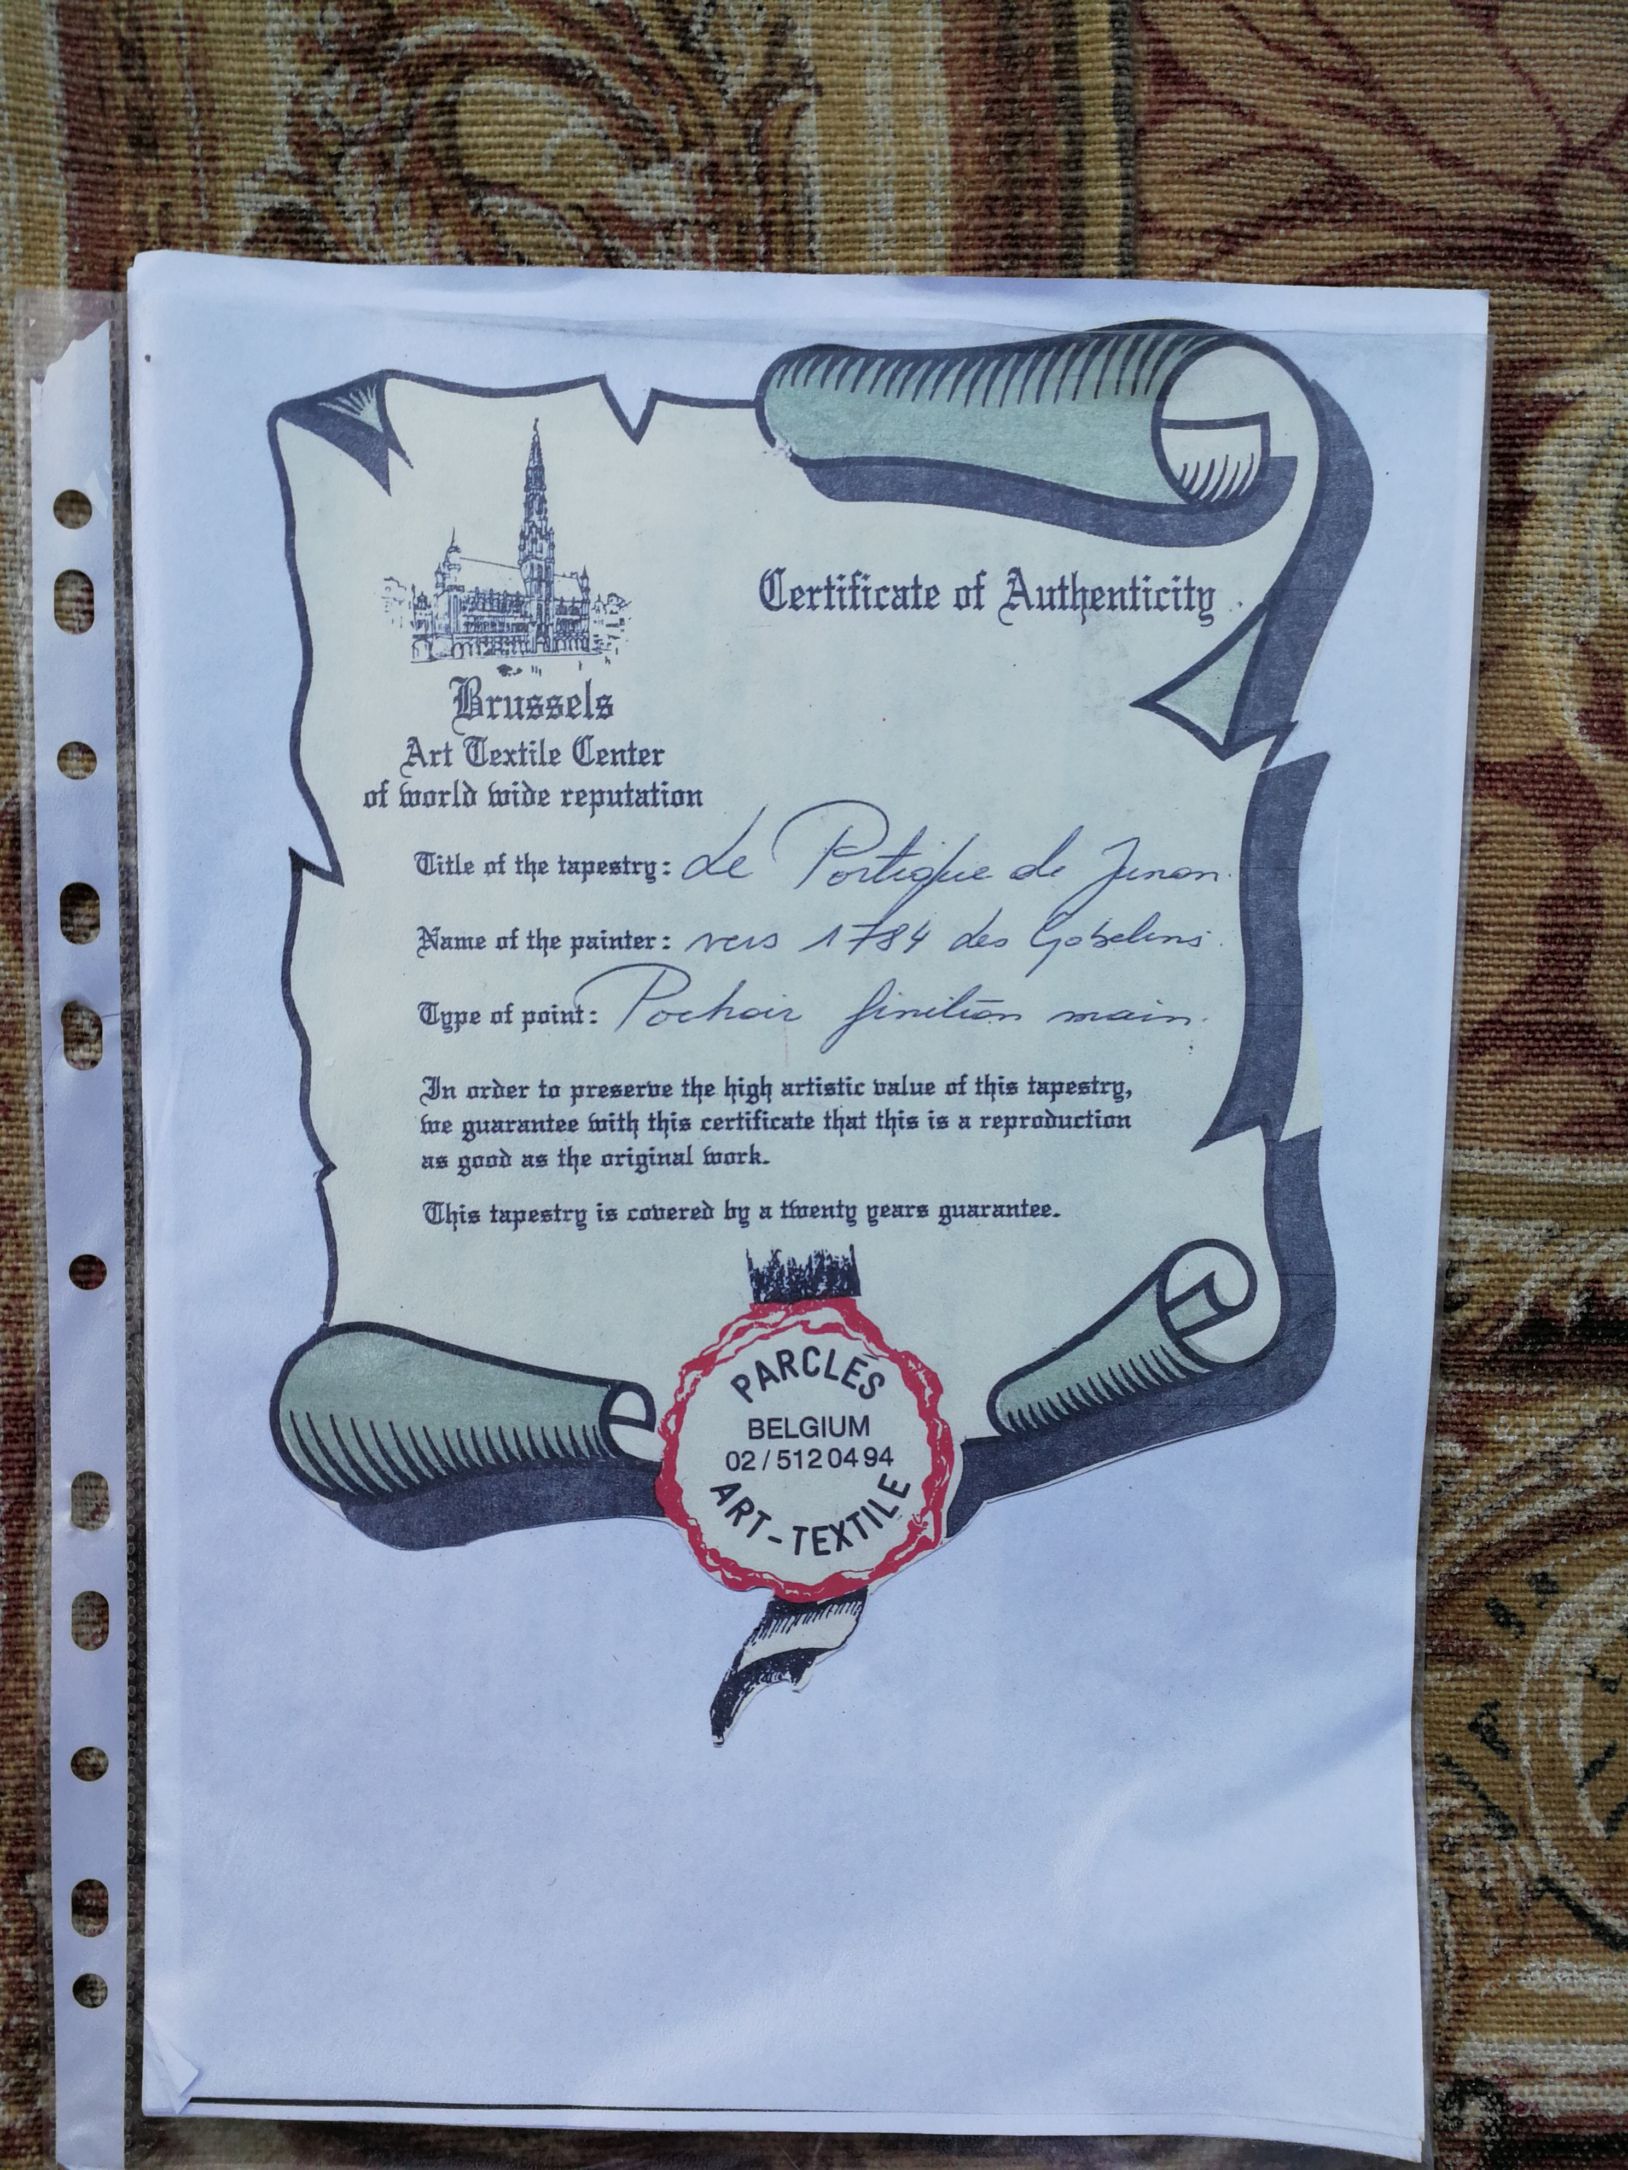 Certificate of Authenticity
Brussels
Art Textile Center
of world wide reputation
Title of the tapestry: Le Portique de Junon.
Name of the painter: vers 1784 des Gobelins.
Type of point: Pochoir finition main.
In order to preserve the high artistic value of this tapestry,
we guarantee with this certificate that this is a reproduction
as good as the original work.
This tapestry is covered by a twenty years guarantee.
PARCLES
BELGIUM
02/5120494
ART-TEXTILE